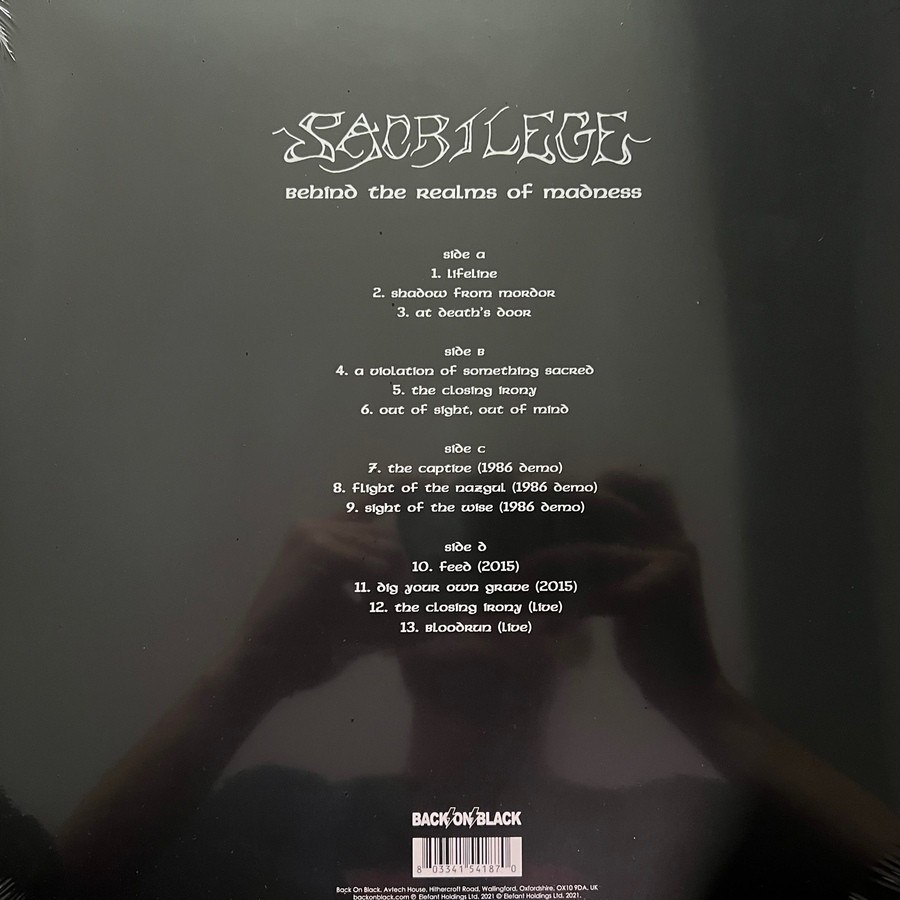 SACRILEGE
Behind the Realms of Madness
side a
1. lifeline
2. shadow from mordor
3. at death's door
side B
4. a violation of something sacred
5. the closing irony
6. out of sight, out of mind
side c
7. the captive (1986 demo)
8. flight of the nazgul (1986 demo)
9. sight of the wise (1986 demo)
side d
10. feed (2015)
11. dig your own grave (2015)
12. the closing irony (live)
13. Bloodrun (live)
BACK ON BLACK
8 03341 54187 0
Back On Black, Avtech House, Hithercroft Road, Wallingford, Oxfordshire, OX10 9DA, UK
backonblack.com ℗ Elefant Holdings Ltd. 2021 © Elefant Holdings Ltd. 2021.